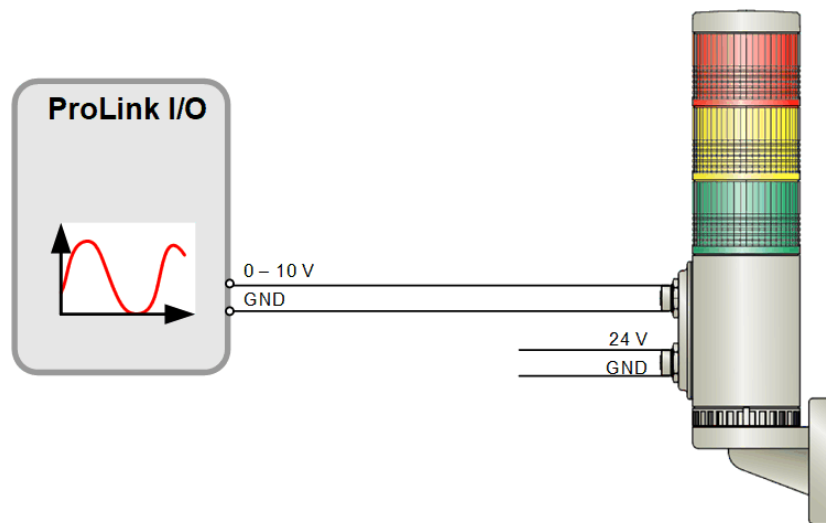 ProLink I/O
0 – 10 V
GND
24 V
GND